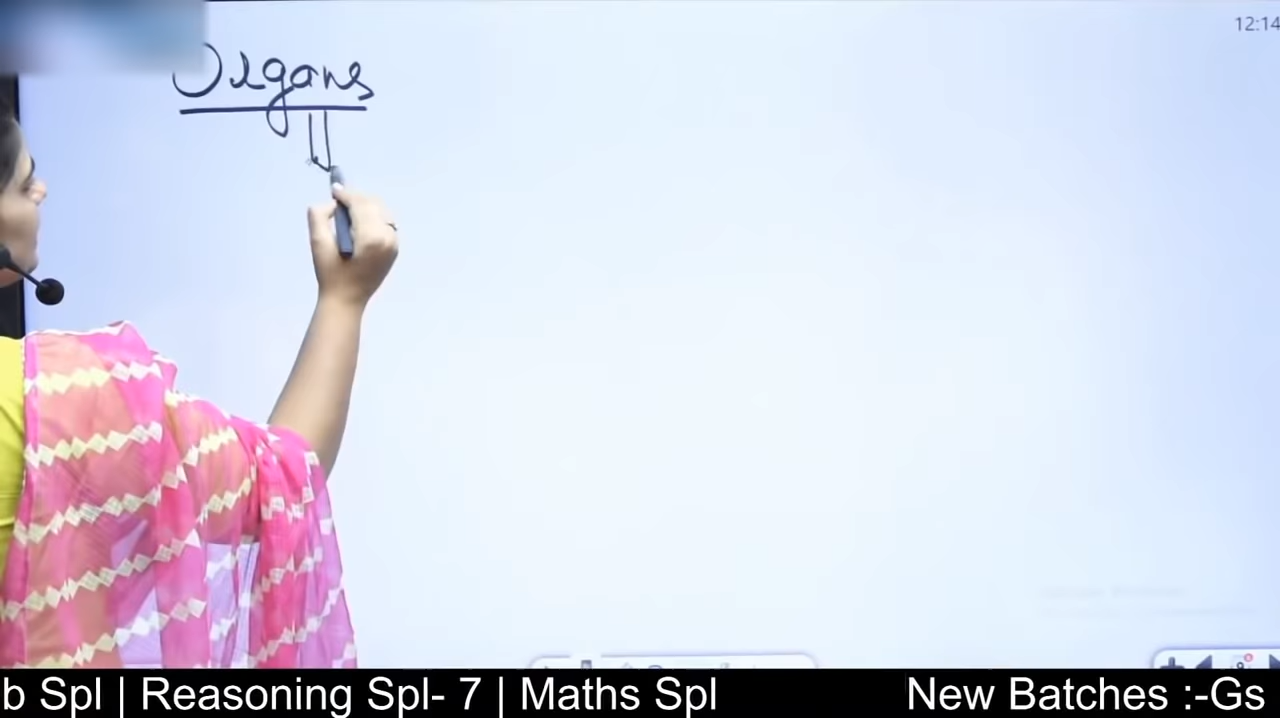 12:14
Organs
b Spl | Reasoning Spl- 7 | Maths Spl New Batches :-Gs